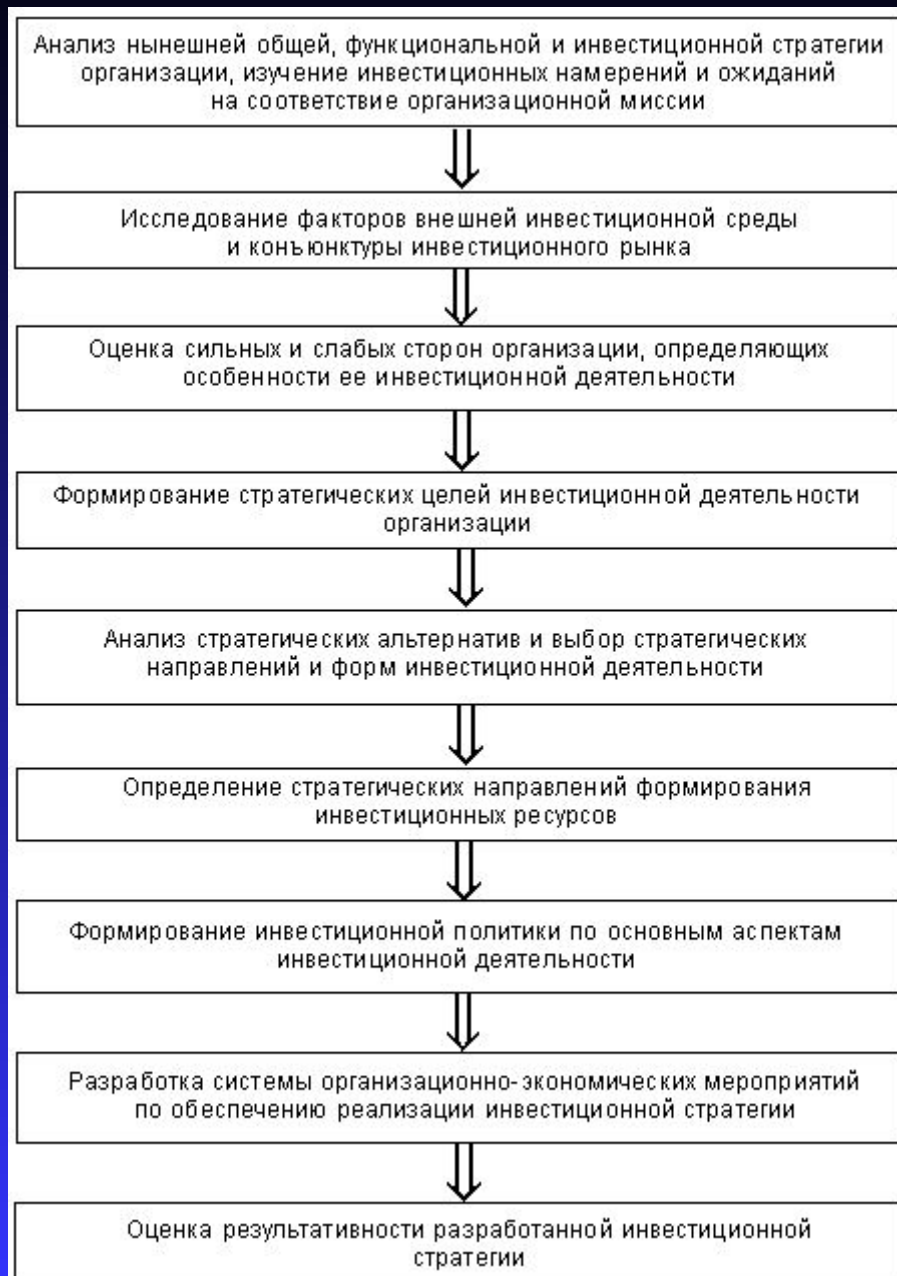 Анализ нынешней общей, функциональной и инвестиционной стратегии
организации, изучение инвестиционных намерений и ожиданий
на соответствие организационной миссии
Исследование факторов внешней инвестиционной среды
и конъюнктуры инвестиционного рынка
Оценка сильных и слабых сторон организации, определяющих
особенности ее инвестиционной деятельности
Формирование стратегических целей инвестиционной деятельности
организации
Анализ стратегических альтернатив и выбор стратегических
направлений и форм инвестиционной деятельности
Определение стратегических направлений формирования
инвестиционных ресурсов
Формирование инвестиционной политики по основным аспектам
инвестиционной деятельности
Разработка системы организационно-экономических мероприятий
по обеспечению реализации инвестиционной стратегии
Оценка результативности разработанной инвестиционной
стратегии